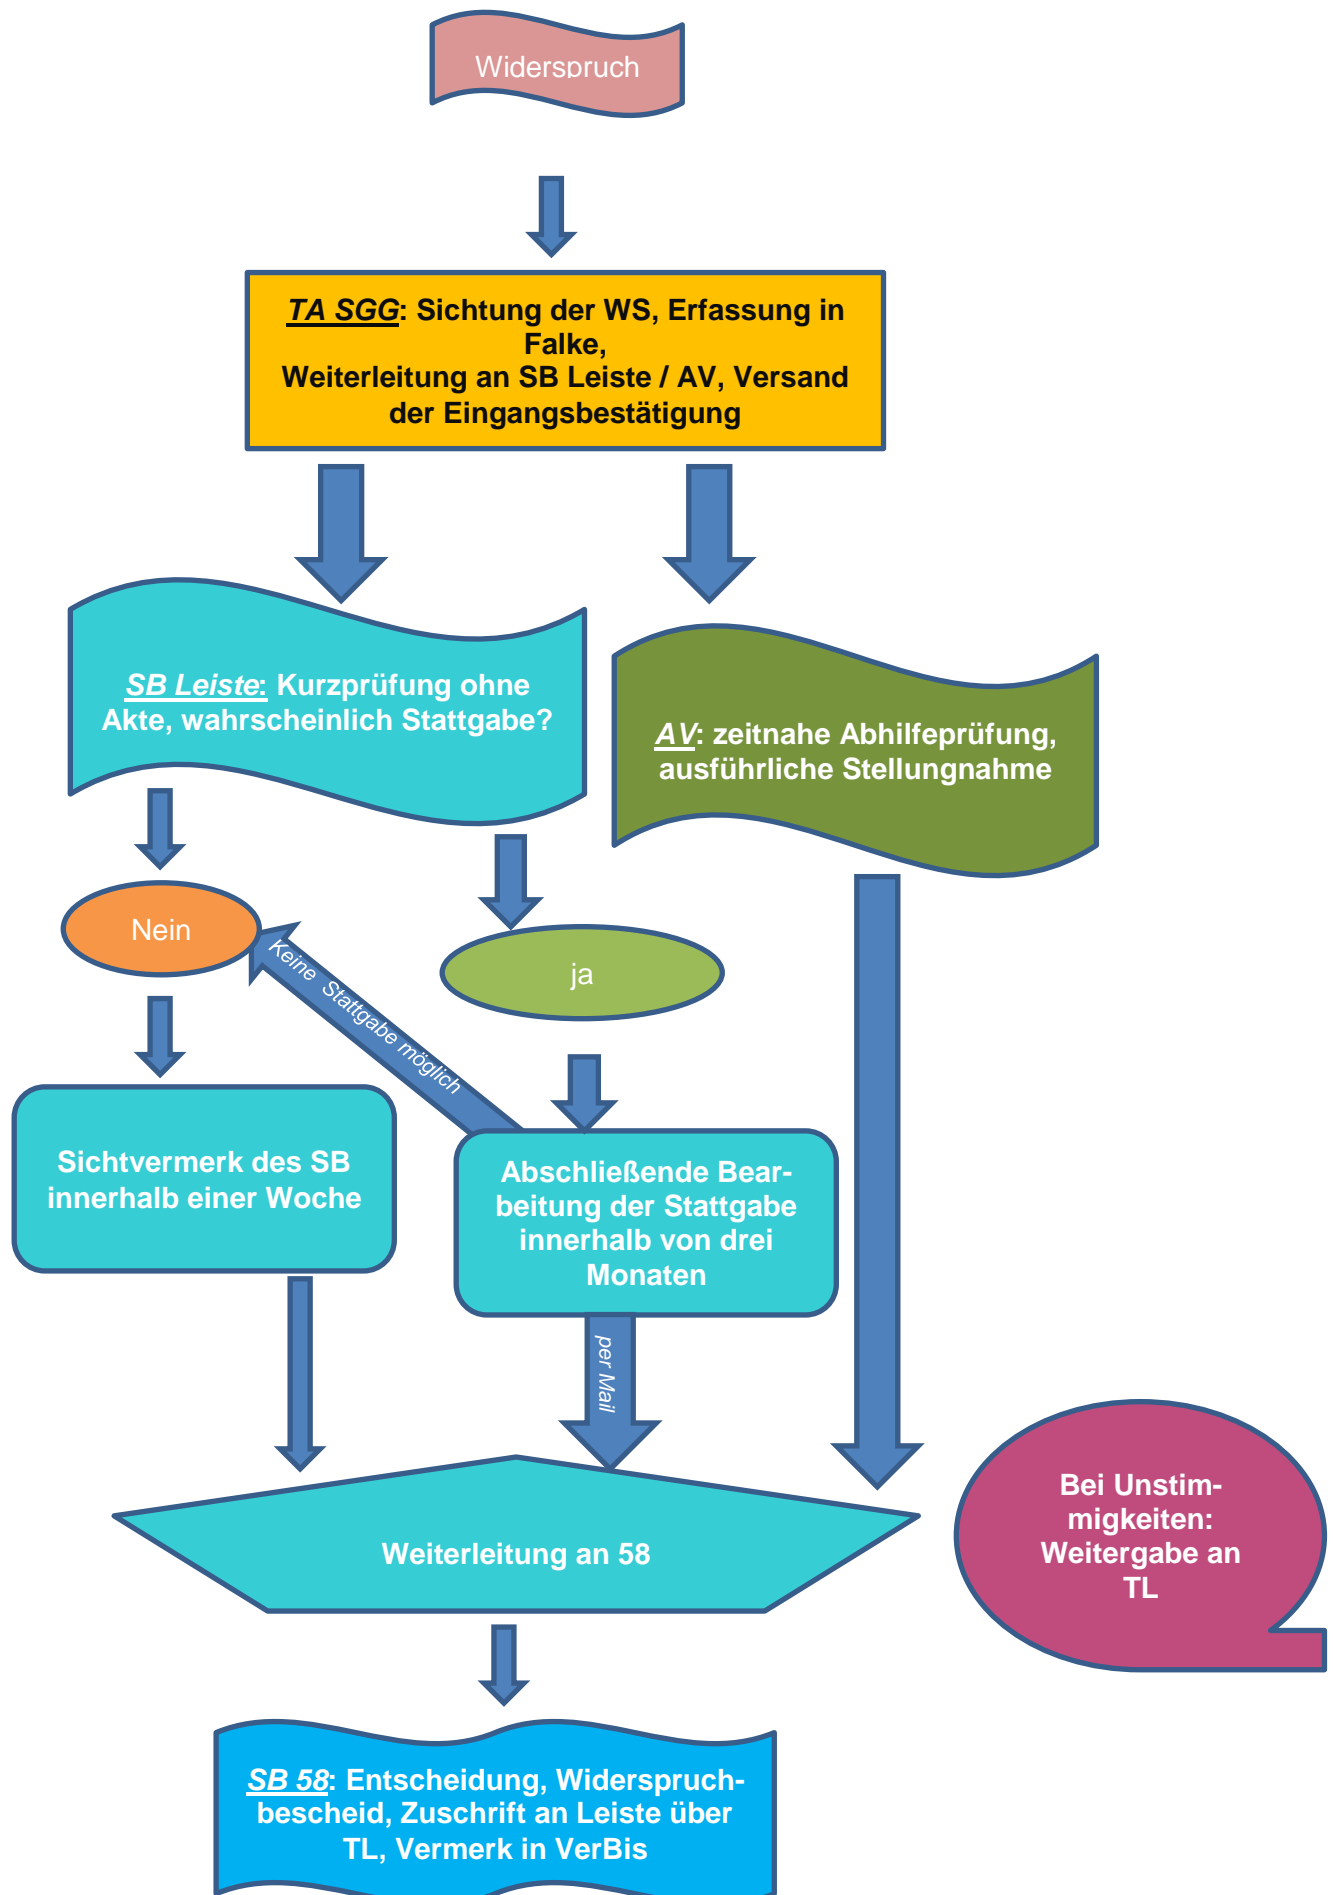 Widerspruch
TA SGG: Sichtung der WS, Erfassung in
Falke,
Weiterleitung an SB Leiste / AV, Versand
der Eingangsbestätigung
SB Leiste: Kurzprüfung ohne
Akte, wahrscheinlich Stattgabe?
AV: zeitnahe Abhilfeprüfung,
ausführliche Stellungnahme
Nein
ja
Keine Stattgabe möglich
Sichtvermerk des SB
innerhalb einer Woche
Abschließende Bear-
beitung der Stattgabe
innerhalb von drei
Monaten
per Mail
Bei Unstim-
migkeiten:
Weitergabe an
TL
Weiterleitung an 58
SB 58: Entscheidung, Widerspruch-
bescheid, Zuschrift an Leiste über
TL, Vermerk in VerBis